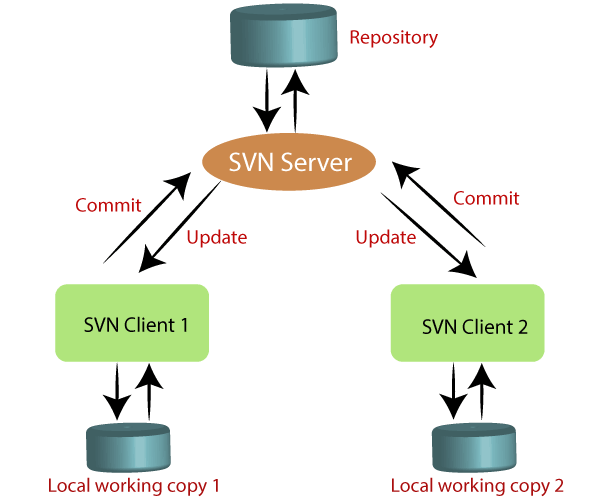 Repository
SVN Server
Commit
Commit
Update
Update
SVN Client 1
SVN Client 2
Local working copy 1
Local working copy 2